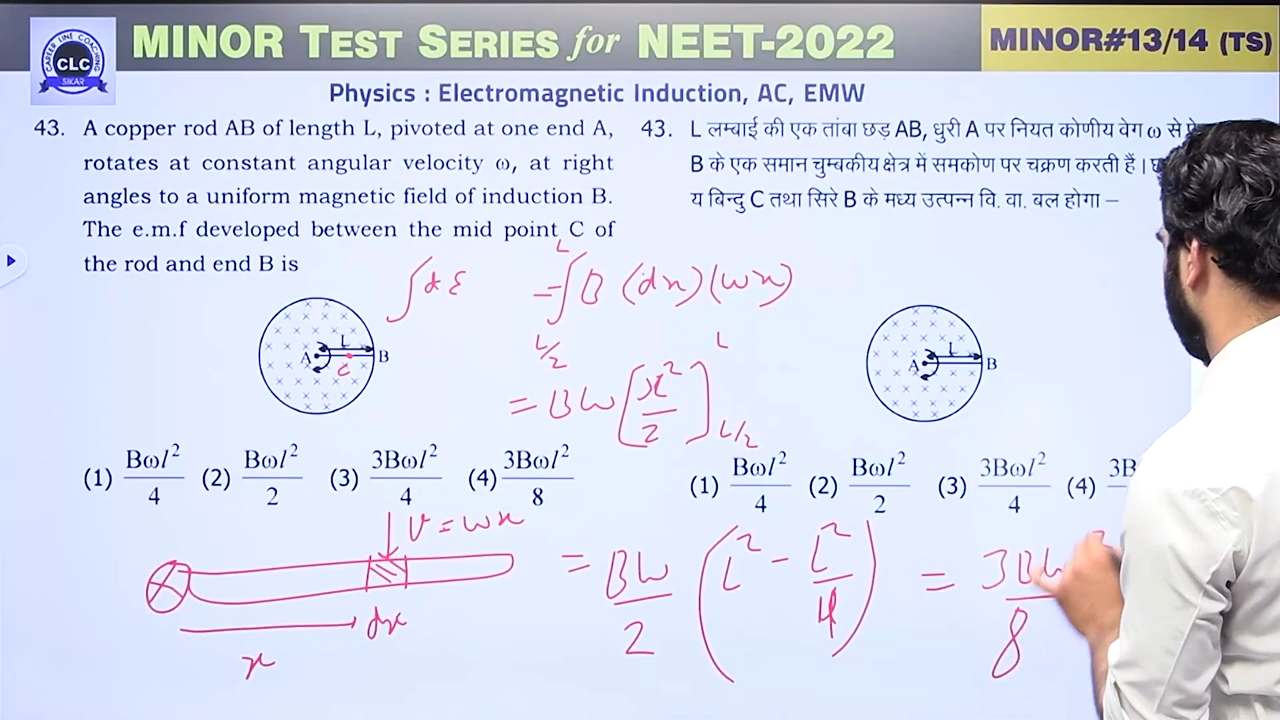 CAREER LINE COACHING
CLC
SIKAR
MINOR TEST SERIES for NEET-2022
MINOR#13/14 (TS)
Physics : Electromagnetic Induction, AC, EMW
43. A copper rod AB of length L, pivoted at one end A,
rotates at constant angular velocity ω, at right
angles to a uniform magnetic field of induction B.
The e.m.f developed between the mid point C of
the rod and end B is
A L B
C
(1) Bωl²/4 (2) Bωl²/2 (3) 3Bωl²/4 (4) 3Bωl²/8
43. L लम्बाई की एक तांबा छड़ AB, धुरी A पर नियत कोणीय वेग ω से
B के एक समान चुम्बकीय क्षेत्र में समकोण पर चक्रण करती हैं।
य बिन्दु C तथा सिरे B के मध्य उत्पन्न वि. वा. बल होगा –
A L B
(1) Bωl²/4 (2) Bωl²/2 (3) 3Bωl²/4 (4) 3B
∫dε = ∫_{L/2}^{L} B (dx)(ωx)
= Bω [x²/2]_{L/2}^{L}
V = ωx
dx
x
= Bω/2 (L² - L²/4) = 3Bω /8